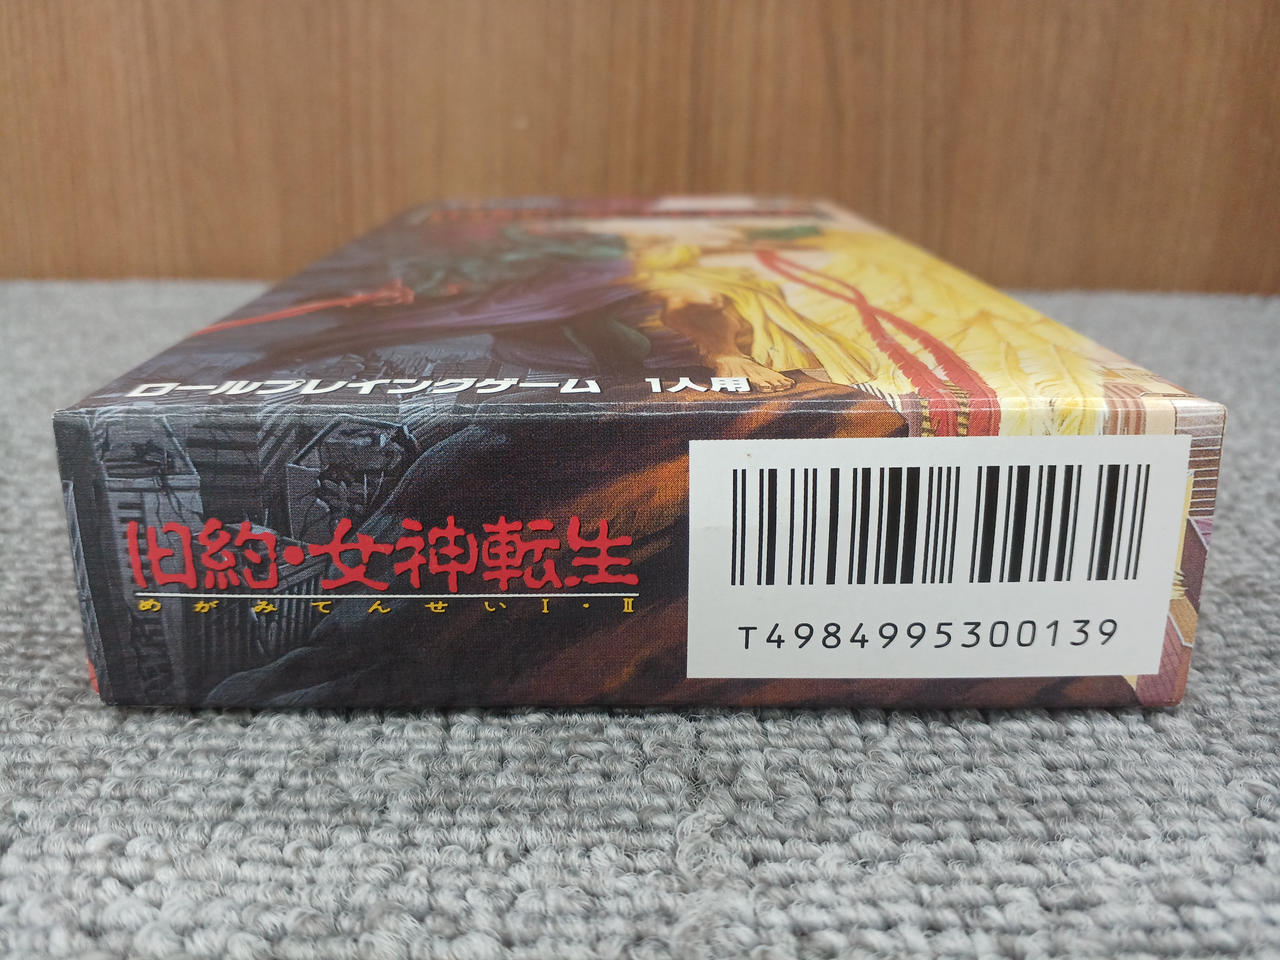 ロールプレイングゲーム 1人用
旧約・女神転生
めがみてんせいI・II
T4984995300139